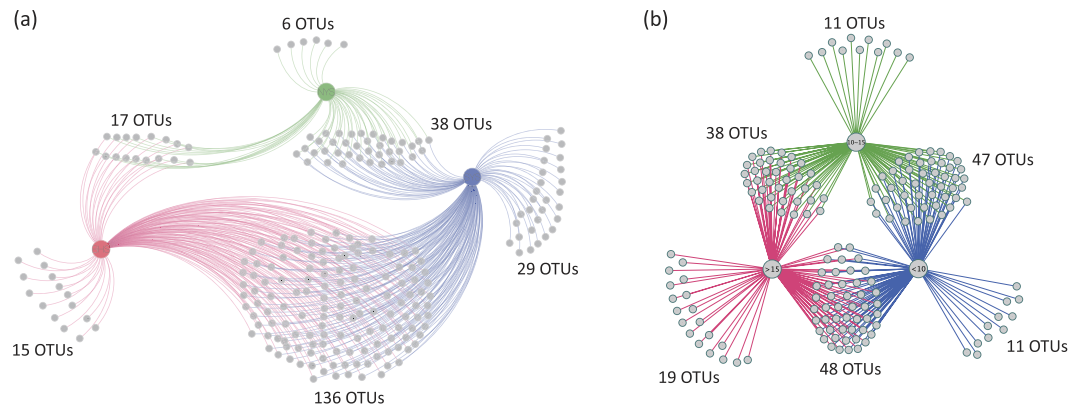 (a)
6 OTUs
17 OTUs
38 OTUs
29 OTUs
15 OTUs
136 OTUs
(b)
11 OTUs
10-15
38 OTUs
47 OTUs
>15
<10
19 OTUs
48 OTUs
11 OTUs